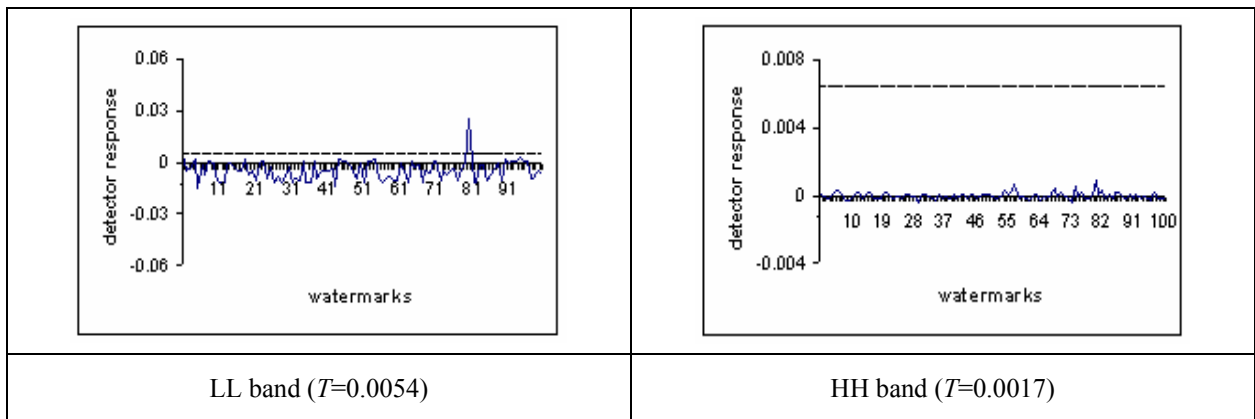 0.06
0.03
0
-0.03
-0.06
detector response
11 21 31 41 51 61 71 81 91
watermarks
0.008
0.004
0
-0.004
detector response
10 19 28 37 46 55 64 73 82 91 100
watermarks
LL band (T=0.0054)
HH band (T=0.0017)